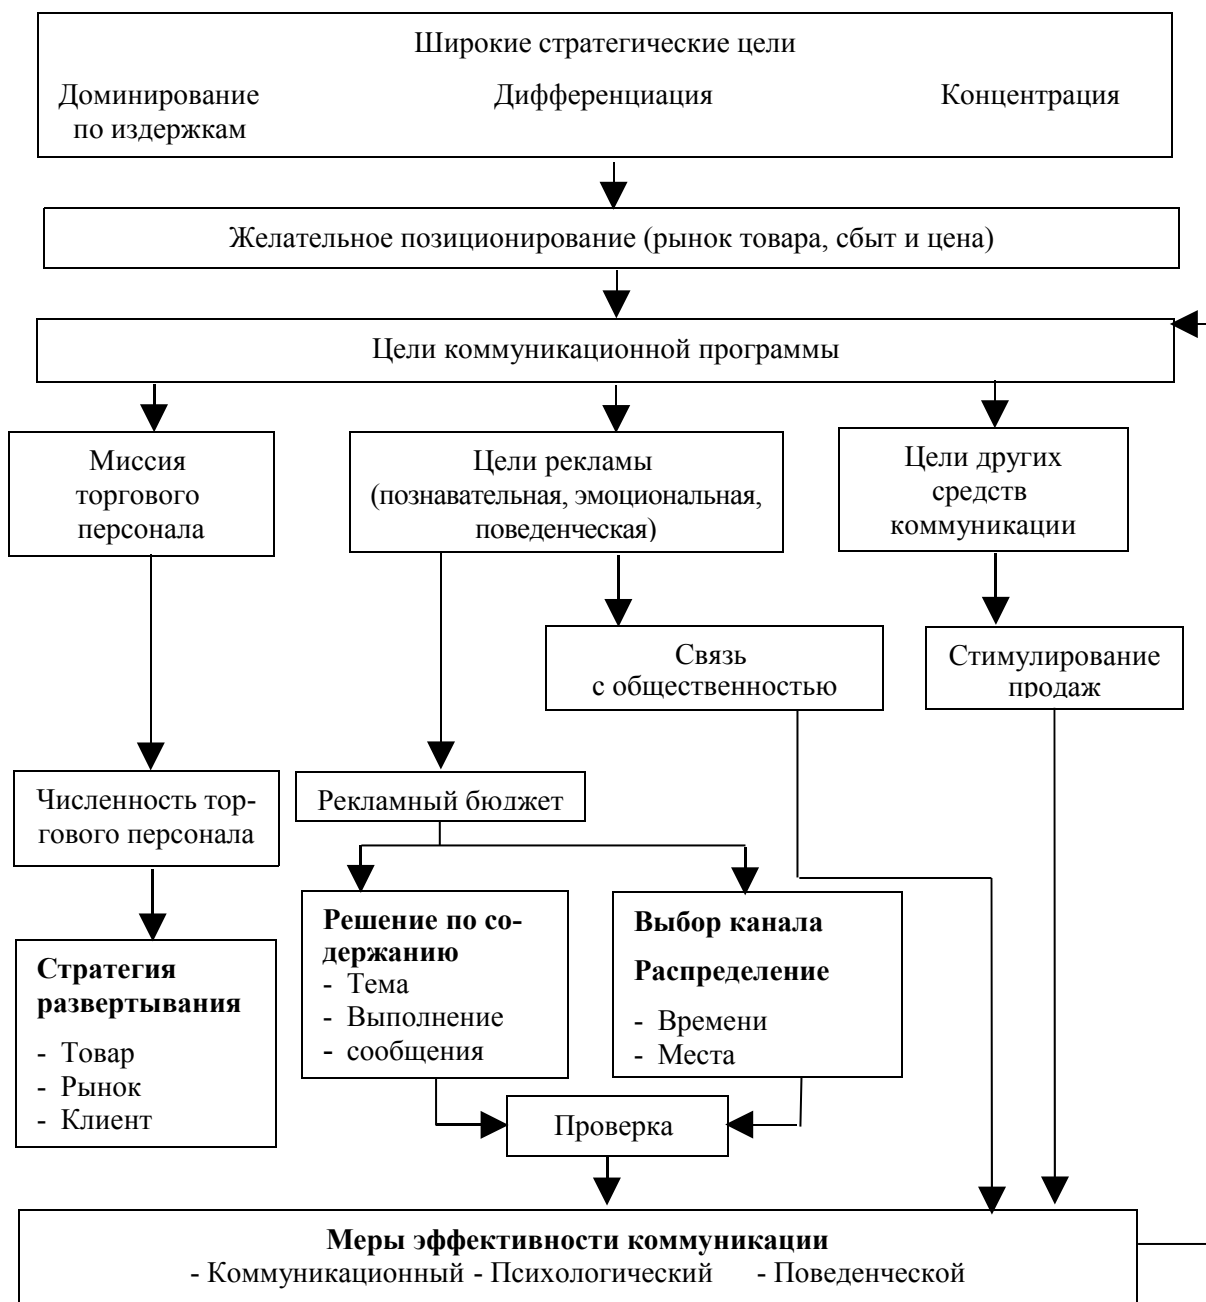 Широкие стратегические цели
Доминирование
по издержкам
Дифференциация
Концентрация
Желательное позиционирование (рынок товара, сбыт и цена)
Цели коммуникационной программы
Миссия
торгового
персонала
Цели рекламы
(познавательная, эмоциональная,
поведенческая)
Цели других
средств
коммуникации
Связь
с общественностью
Стимулирование
продаж
Численность тор-
гового персонала
Рекламный бюджет
Стратегия
развертывания
- Товар
- Рынок
- Клиент
Решение по со-
держанию
- Тема
- Выполнение
- сообщения
Выбор канала
Распределение
- Времени
- Места
Проверка
Меры эффективности коммуникации
- Коммуникационный - Психологический - Поведенческой